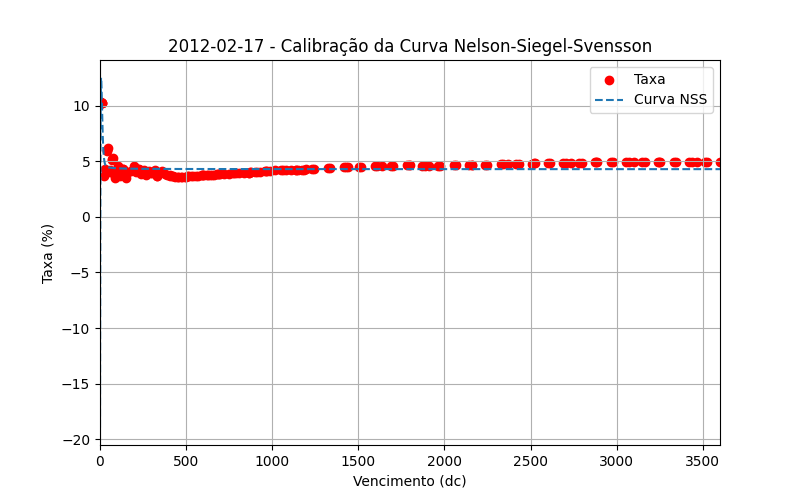 2012-02-17 - Calibração da Curva Nelson-Siegel-Svensson
Taxa
Curva NSS
Taxa (%)
10
5
0
−5
−10
−15
−20
0 500 1000 1500 2000 2500 3000 3500
Vencimento (dc)